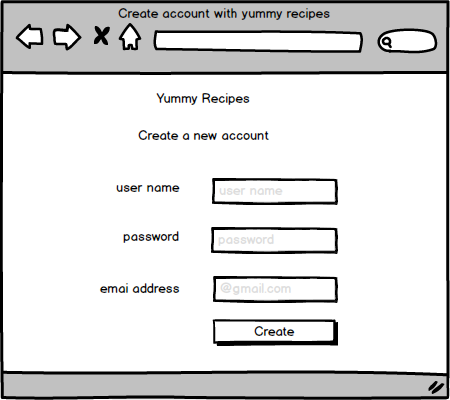 Create account with yummy recipes
Yummy Recipes
Create a new account
user name user name
password password
emai address @gmail.com
Create